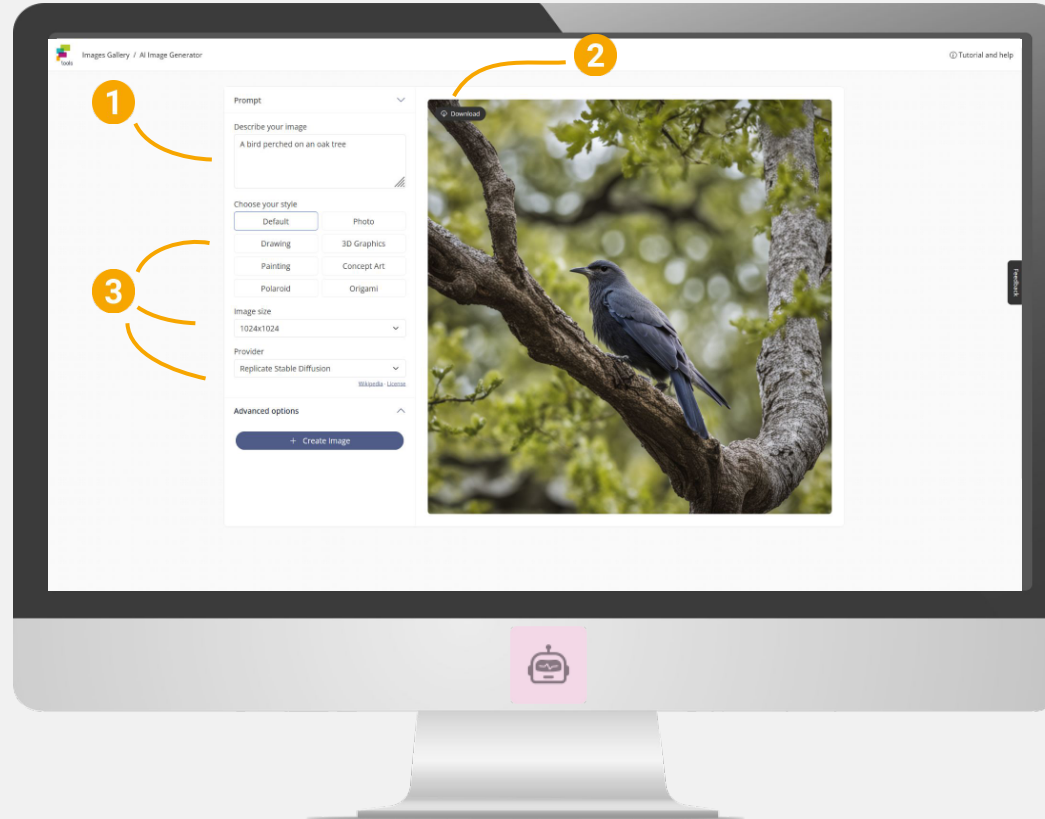 tools
Images Gallery / AI Image Generator
Tutorial and help
1
2
3
Prompt
Describe your image
A bird perched on an oak tree
Choose your style
Default
Photo
Drawing
3D Graphics
Painting
Concept Art
Polaroid
Origami
Image size
1024x1024
Provider
Replicate Stable Diffusion
Wikipedia - License
Advanced options
+ Create Image
Download
Feedback